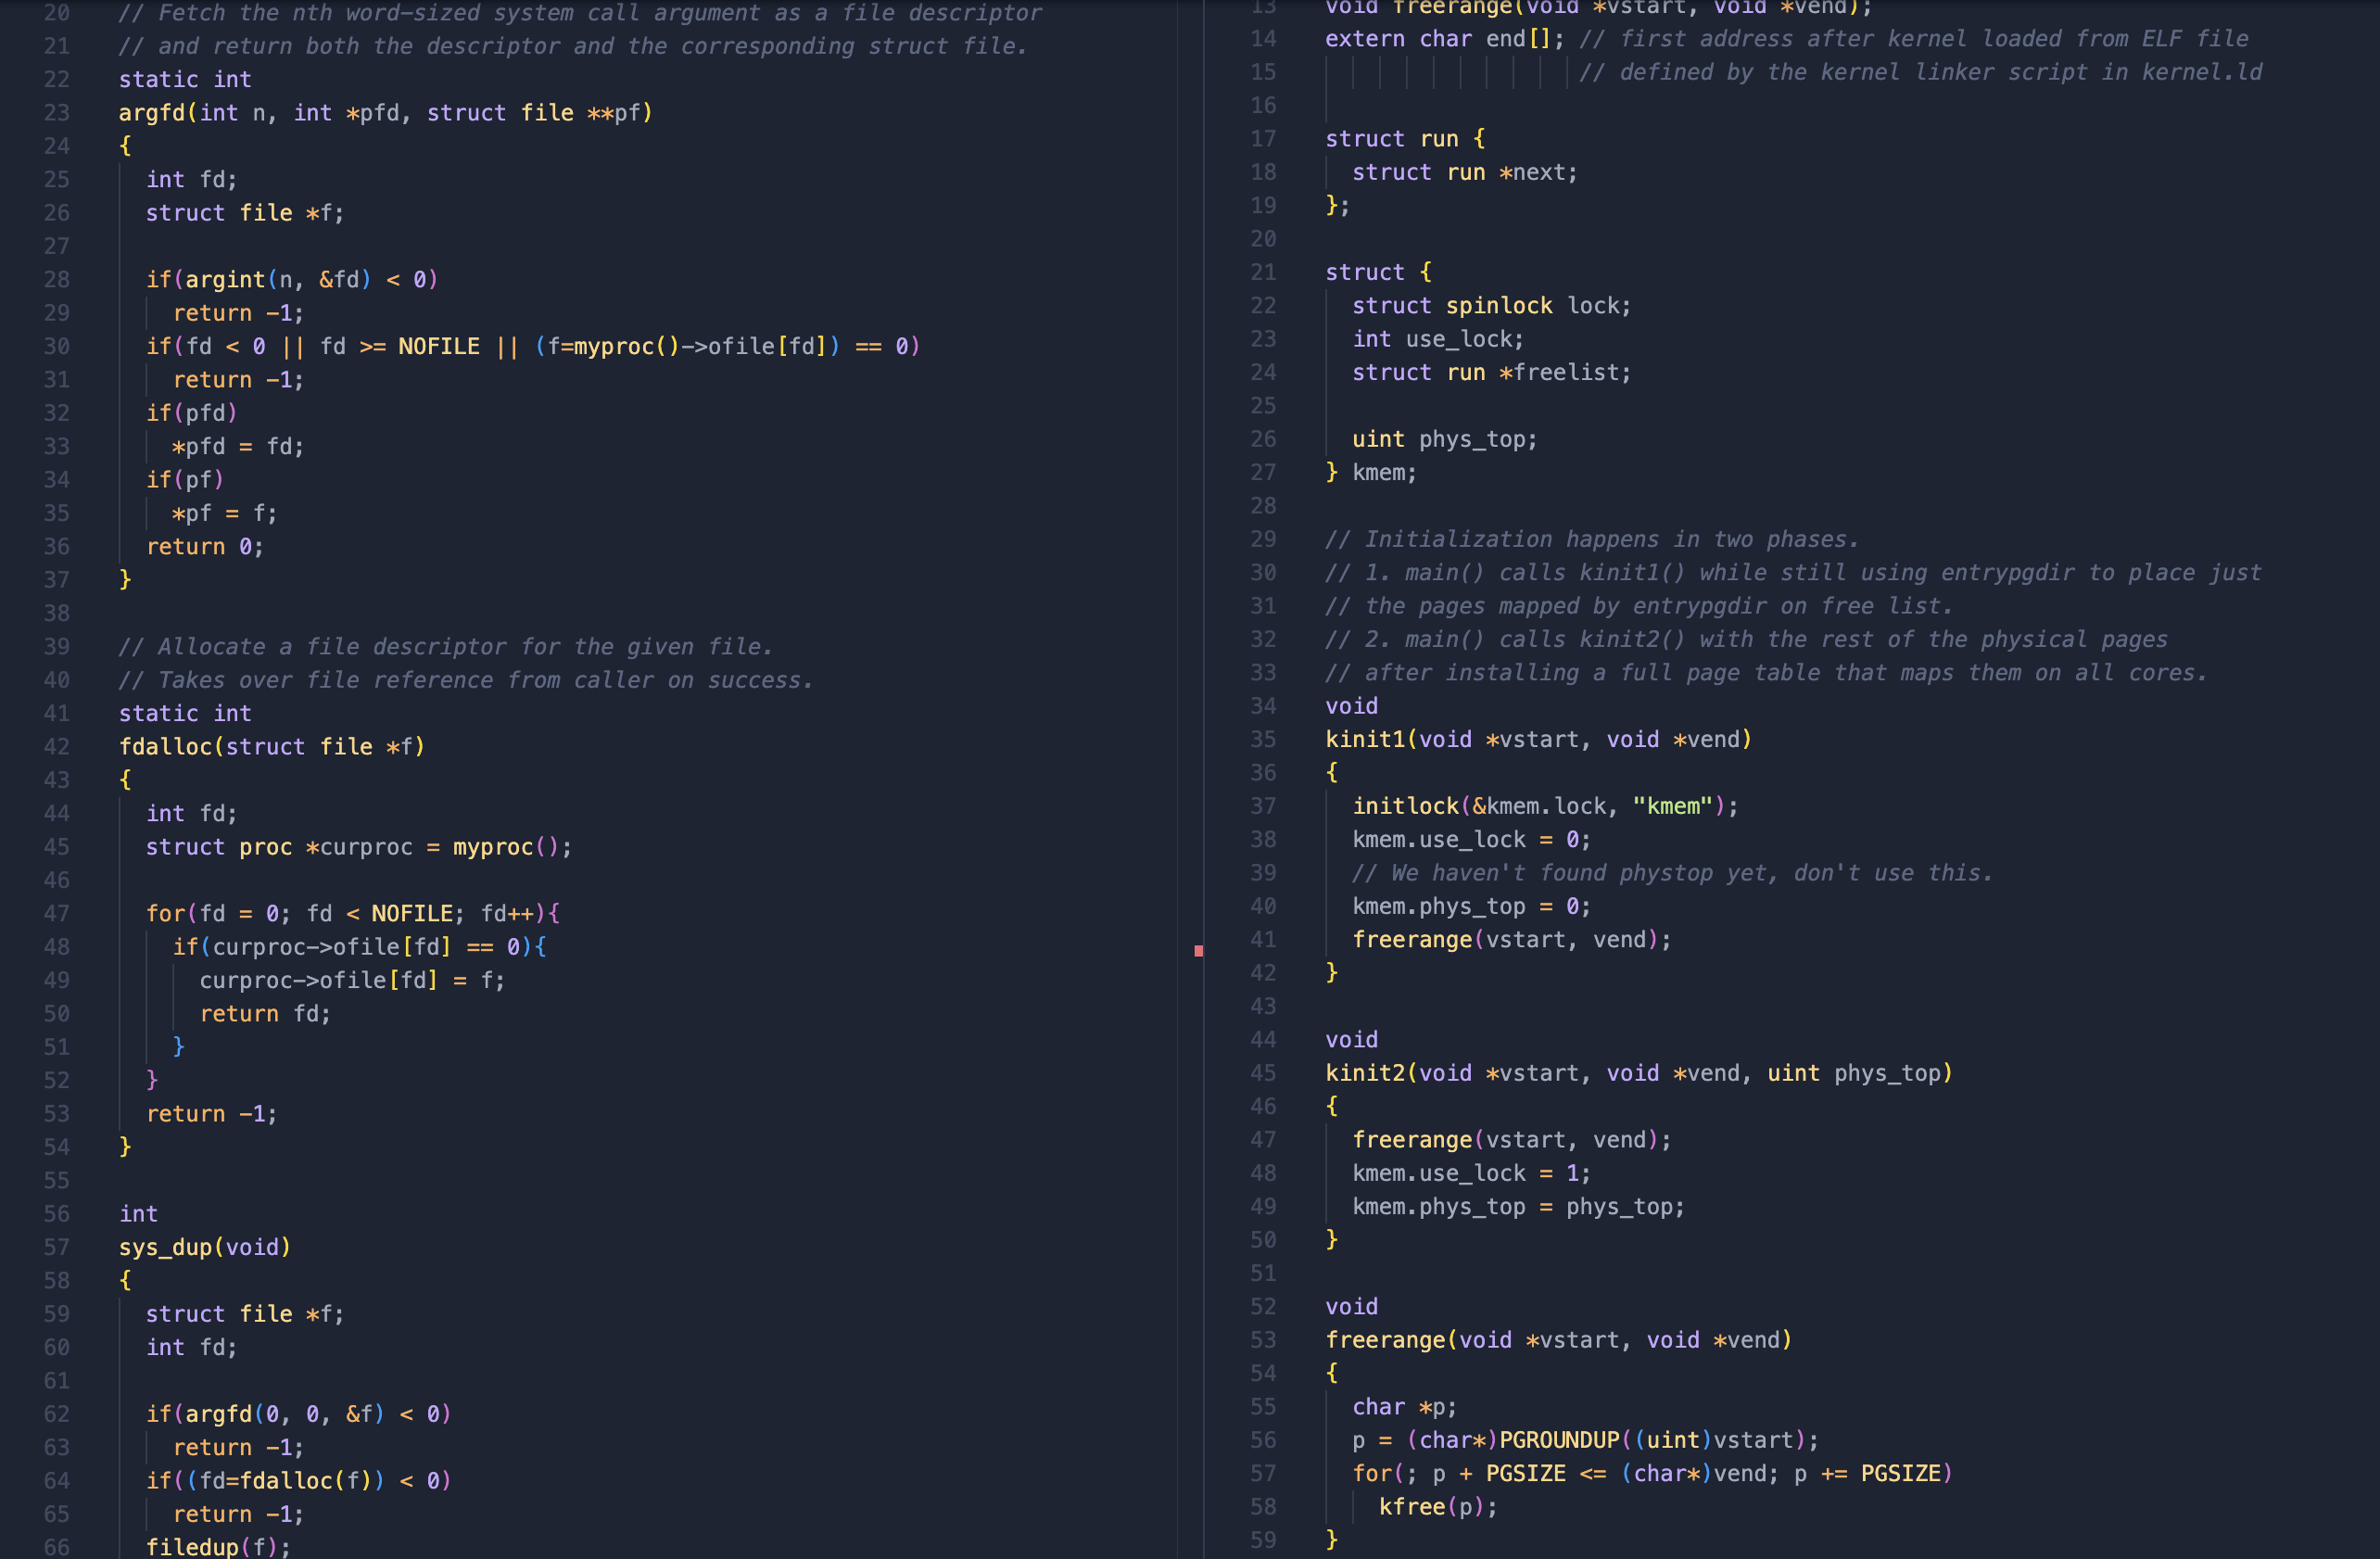 20 // Fetch the nth word-sized system call argument as a file descriptor
21 // and return both the descriptor and the corresponding struct file.
22 static int
23 argfd(int n, int *pfd, struct file **pf)
24 {
25   int fd;
26   struct file *f;
27
28   if(argint(n, &fd) < 0)
29     return -1;
30   if(fd < 0 || fd >= NOFILE || (f=myproc()->ofile[fd]) == 0)
31     return -1;
32   if(pfd)
33     *pfd = fd;
34   if(pf)
35     *pf = f;
36   return 0;
37 }
38
39 // Allocate a file descriptor for the given file.
40 // Takes over file reference from caller on success.
41 static int
42 fdalloc(struct file *f)
43 {
44   int fd;
45   struct proc *curproc = myproc();
46
47   for(fd = 0; fd < NOFILE; fd++){
48     if(curproc->ofile[fd] == 0){
49       curproc->ofile[fd] = f;
50       return fd;
51     }
52   }
53   return -1;
54 }
55
56 int
57 sys_dup(void)
58 {
59   struct file *f;
60   int fd;
61
62   if(argfd(0, 0, &f) < 0)
63     return -1;
64   if((fd=fdalloc(f)) < 0)
65     return -1;
66   filedup(f);
13 void freerange(void *vstart, void *vend);
14 extern char end[]; // first address after kernel loaded from ELF file
15                    // defined by the kernel linker script in kernel.ld
16
17 struct run {
18   struct run *next;
19 };
20
21 struct {
22   struct spinlock lock;
23   int use_lock;
24   struct run *freelist;
25
26   uint phys_top;
27 } kmem;
28
29 // Initialization happens in two phases.
30 // 1. main() calls kinit1() while still using entrypgdir to place just
31 // the pages mapped by entrypgdir on free list.
32 // 2. main() calls kinit2() with the rest of the physical pages
33 // after installing a full page table that maps them on all cores.
34 void
35 kinit1(void *vstart, void *vend)
36 {
37   initlock(&kmem.lock, "kmem");
38   kmem.use_lock = 0;
39   // We haven't found phystop yet, don't use this.
40   kmem.phys_top = 0;
41   freerange(vstart, vend);
42 }
43
44 void
45 kinit2(void *vstart, void *vend, uint phys_top)
46 {
47   freerange(vstart, vend);
48   kmem.use_lock = 1;
49   kmem.phys_top = phys_top;
50 }
51
52 void
53 freerange(void *vstart, void *vend)
54 {
55   char *p;
56   p = (char*)PGROUNDUP((uint)vstart);
57   for(; p + PGSIZE <= (char*)vend; p += PGSIZE)
58     kfree(p);
59 }